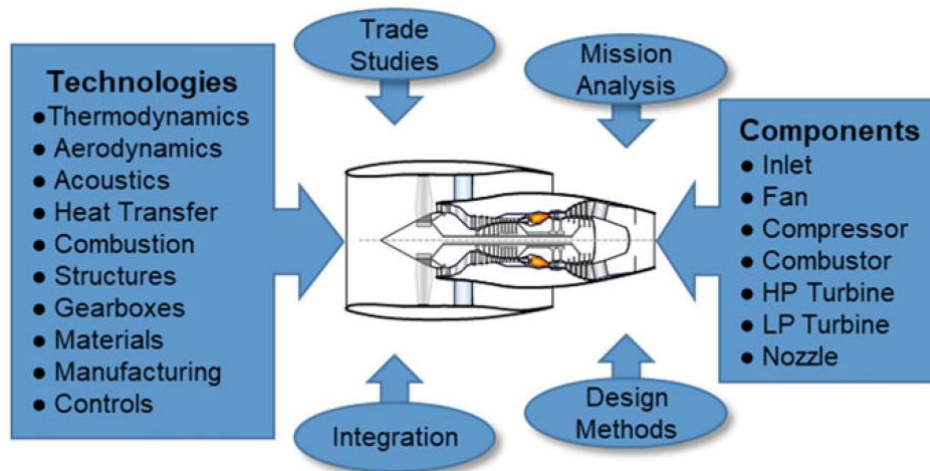 Technologies
●Thermodynamics
● Aerodynamics
● Acoustics
● Heat Transfer
● Combustion
● Structures
● Gearboxes
● Materials
● Manufacturing
● Controls
Trade
Studies
Mission
Analysis
Components
● Inlet
● Fan
● Compressor
● Combustor
● HP Turbine
● LP Turbine
● Nozzle
Integration
Design
Methods